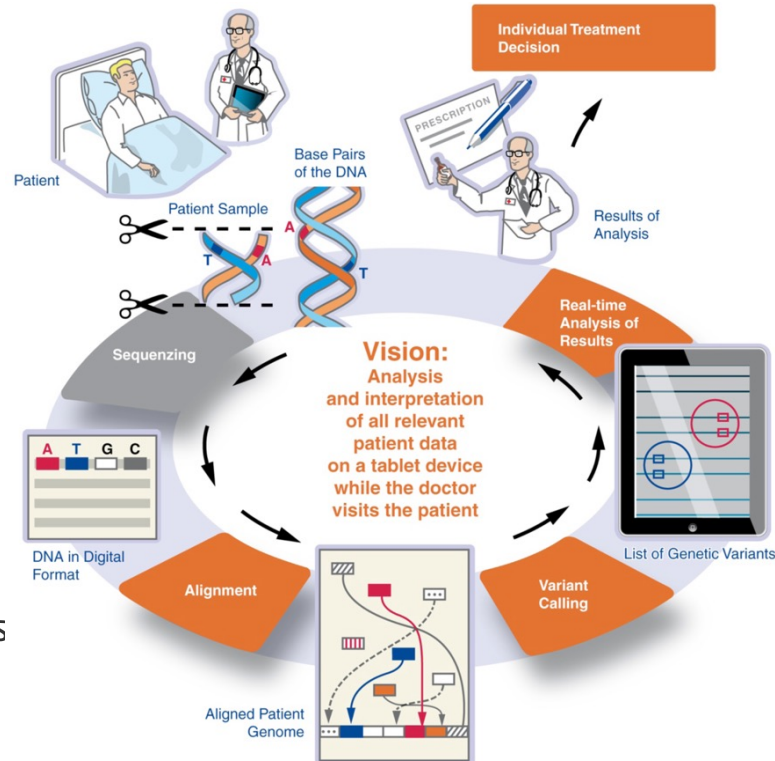 Individual Treatment
Decision
PRESCRIPTION
Patient
Base Pairs
of the DNA
Patient Sample
A
T
A
T
Results of
Analysis
Sequenzing
Real-time
Analysis of
Results
Vision:
Analysis
and interpretation
of all relevant
patient data
on a tablet device
while the doctor
visits the patient
A T G C
DNA in Digital
Format
List of Genetic Variants
Alignment
Variant
Calling
s
Aligned Patient
Genome